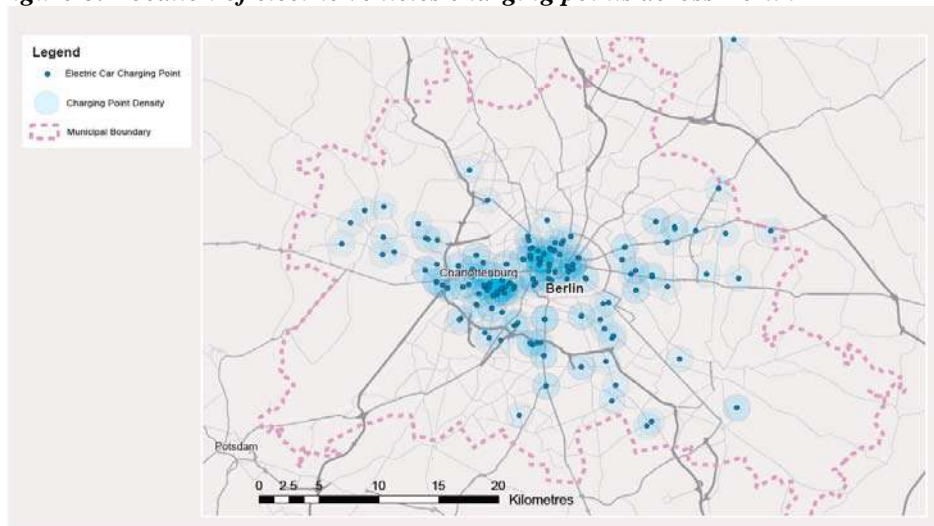 Legend
Electric Car Charging Point
Charging Point Density
Municipal Boundary
Charlottenburg
Berlin
Potsdam
0 2.5 5 10 15 20
Kilometres